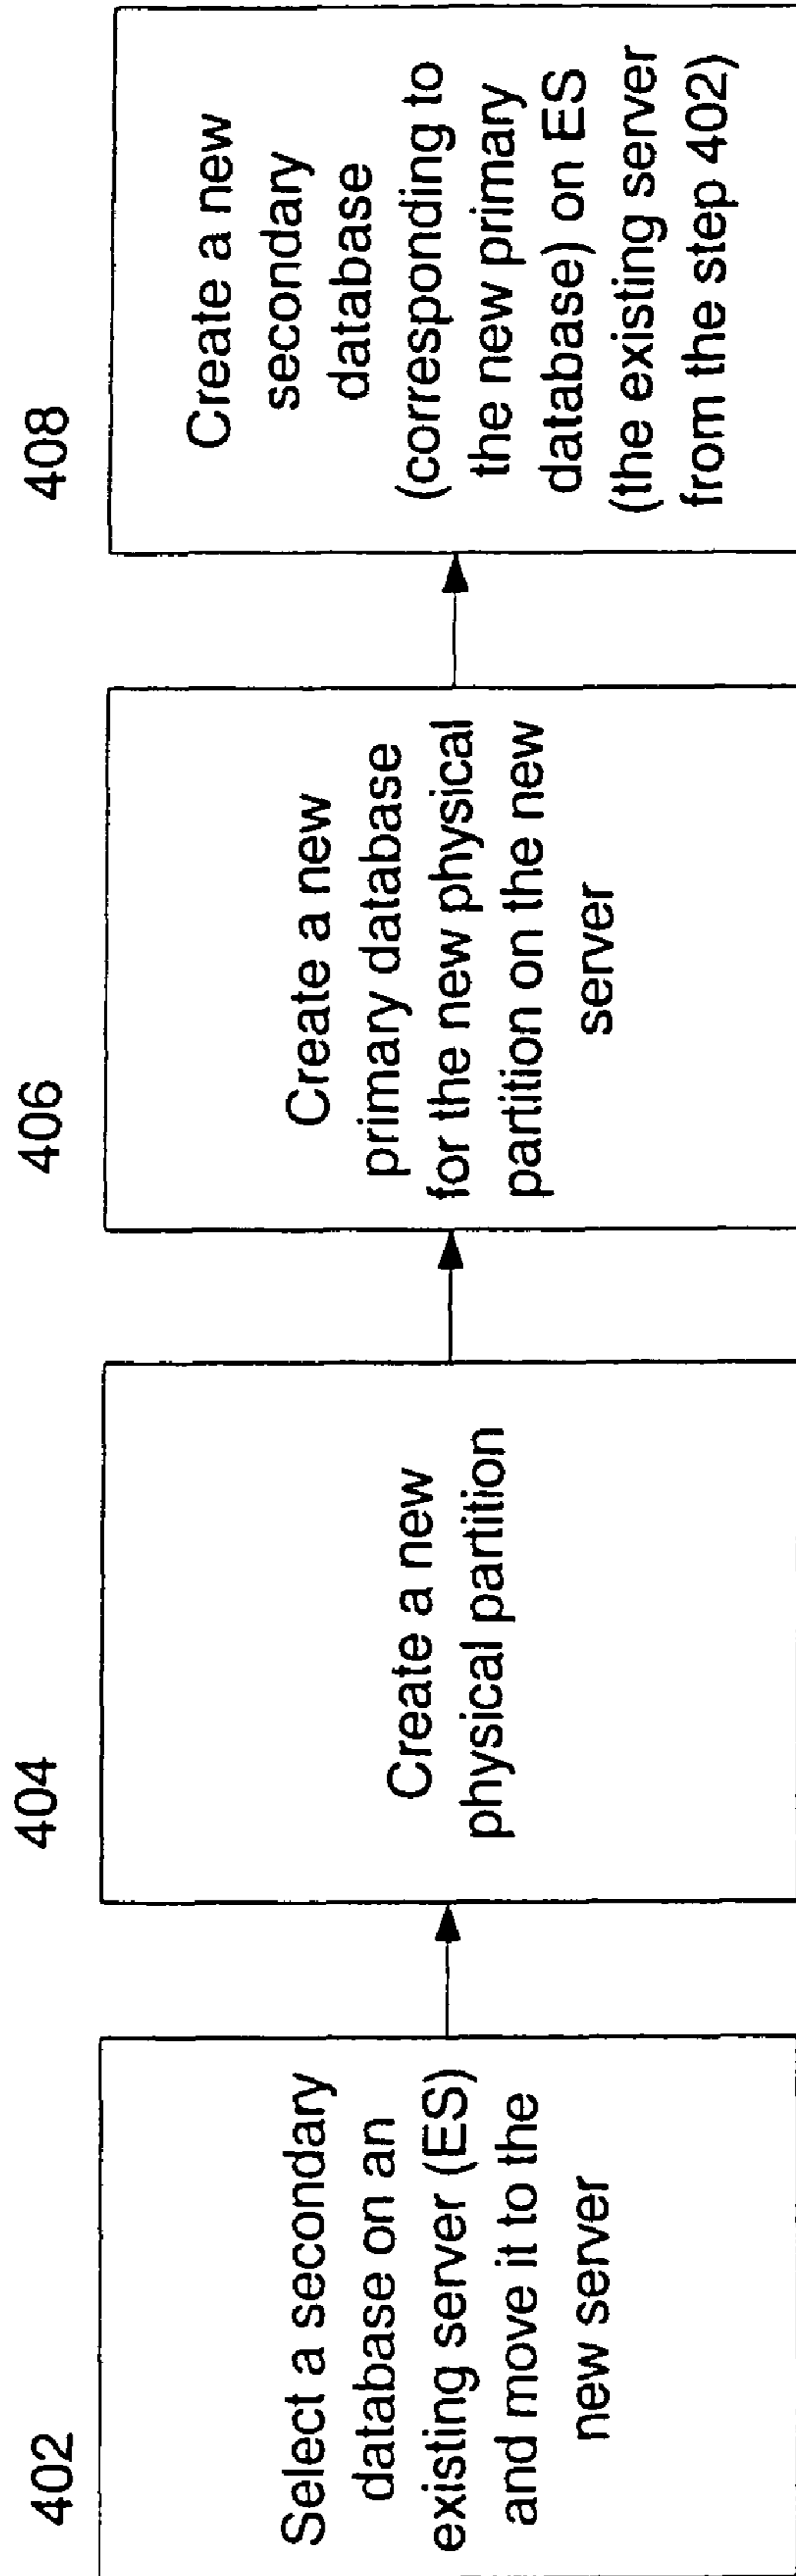 402
Select a secondary
database on an
existing server (ES)
and move it to the
new server
404
Create a new
physical partition
406
Create a new
primary database
for the new physical
partition on the new
server
408
Create a new
secondary
database
(corresponding to
the new primary
database) on ES
(the existing server
from the step 402)